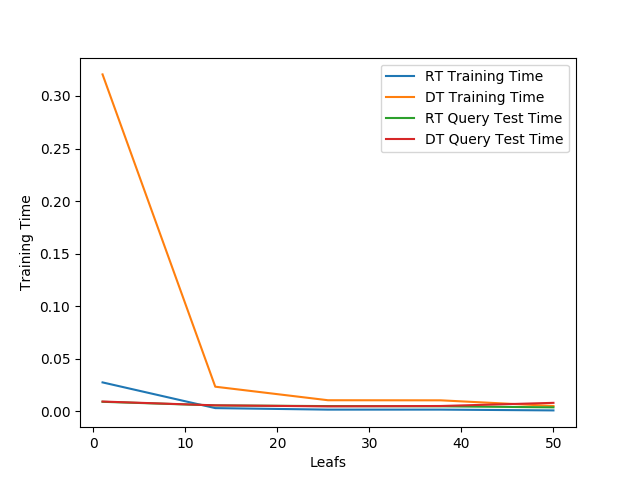 RT Training Time
DT Training Time
RT Query Test Time
DT Query Test Time
Training Time
0.30
0.25
0.20
0.15
0.10
0.05
0.00
0 10 20 30 40 50
Leafs